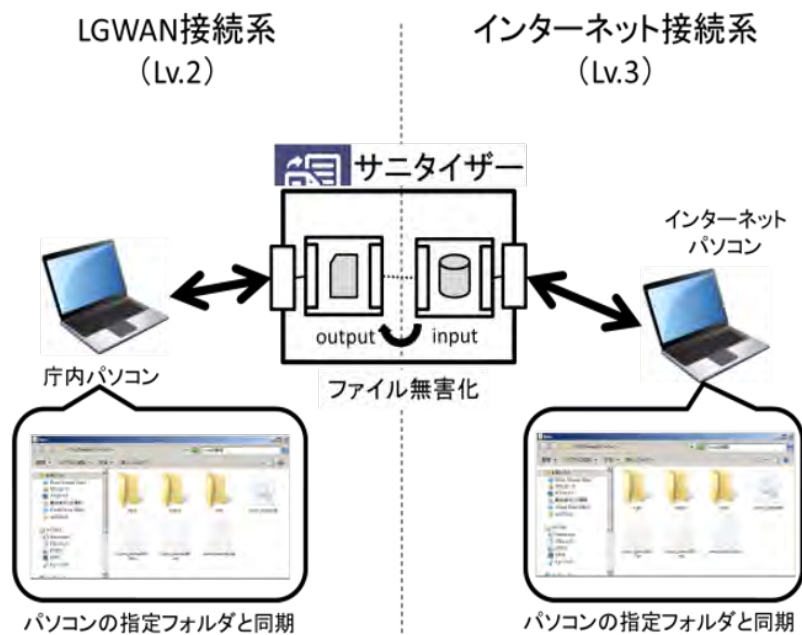 LGWAN接続系
（Lv.2）
インターネット接続系
（Lv.3）
サニタイザー
インターネット
パソコン
output
input
庁内パソコン
ファイル無害化
パソコンの指定フォルダと同期
パソコンの指定フォルダと同期